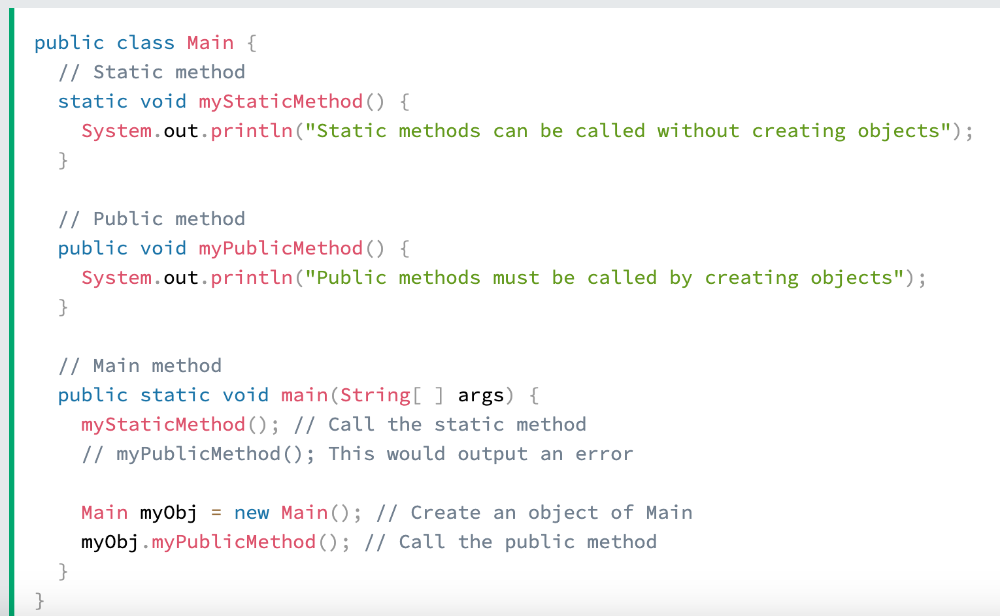 public class Main {
// Static method
static void myStaticMethod() {
System.out.println("Static methods can be called without creating objects");
}
// Public method
public void myPublicMethod() {
System.out.println("Public methods must be called by creating objects");
}
// Main method
public static void main(String[ ] args) {
myStaticMethod(); // Call the static method
// myPublicMethod(); This would output an error
Main myObj = new Main(); // Create an object of Main
myObj.myPublicMethod(); // Call the public method
}
}